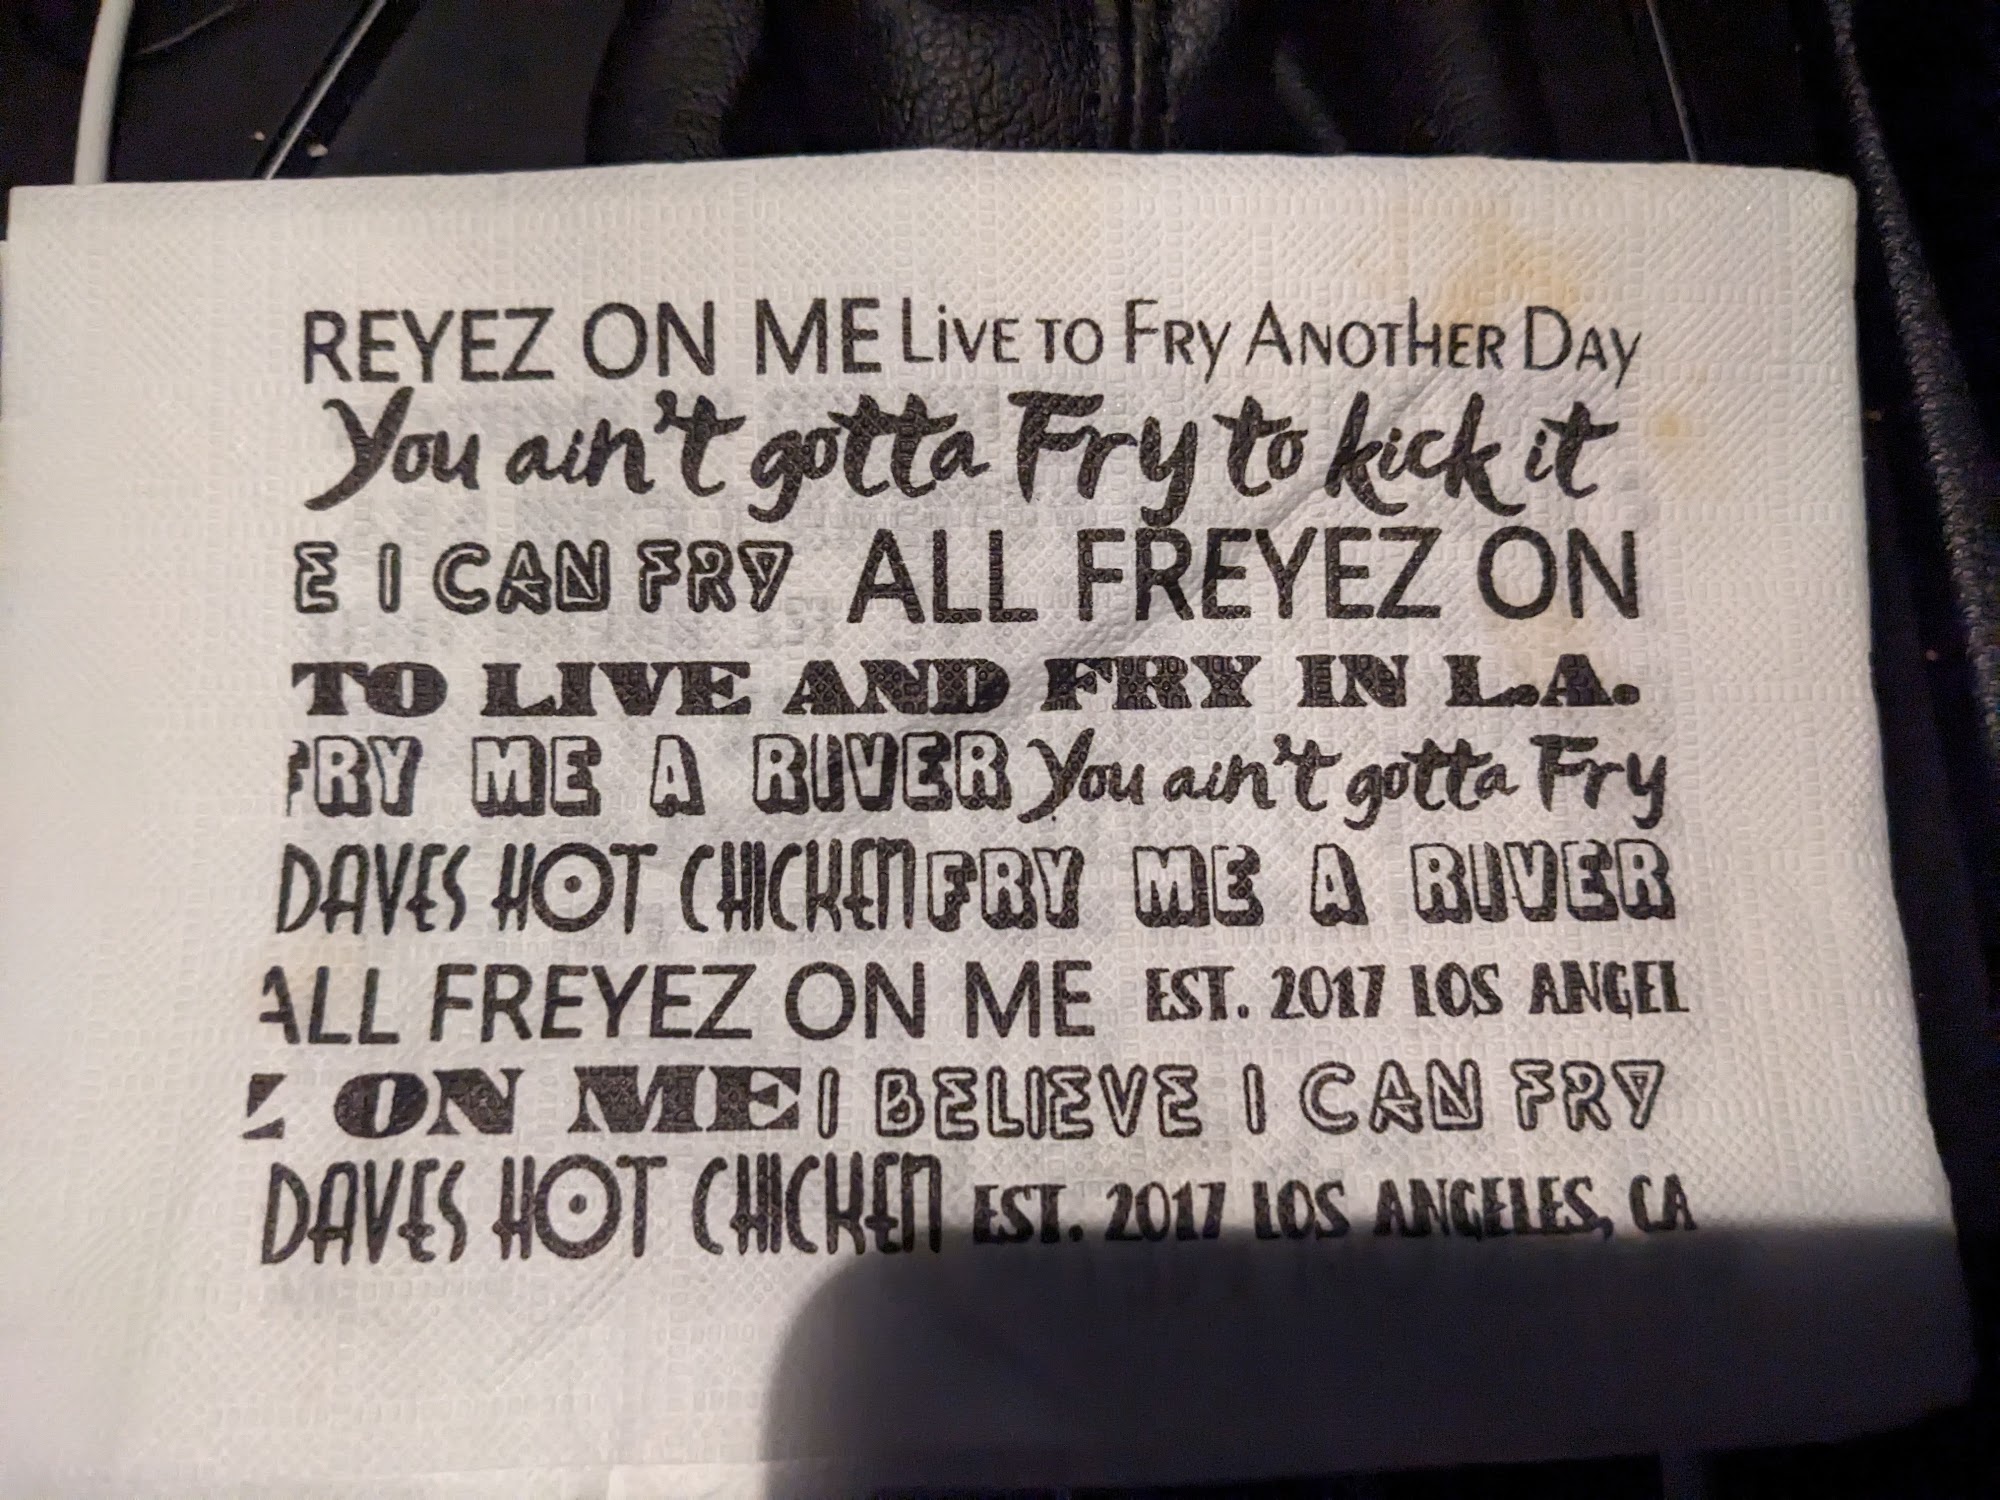 REYEZ ON ME LiVE TO FRY ANOTHER DAY
You ain't gotta Fry to kick it
E I CAN FRY ALL FREYEZ ON
TO LIVE AND FRY IN L.A.
FRY ME A RIVER You ain't gotta Fry
DAVES HOT CHICKEN FRY ME A RIVER
ALL FREYEZ ON ME EST. 2017 LOS ANGEL
Z ON ME I BELIEVE I CAN FRY
DAVES HOT CHICKEN EST. 2017 LOS ANGELES, CA